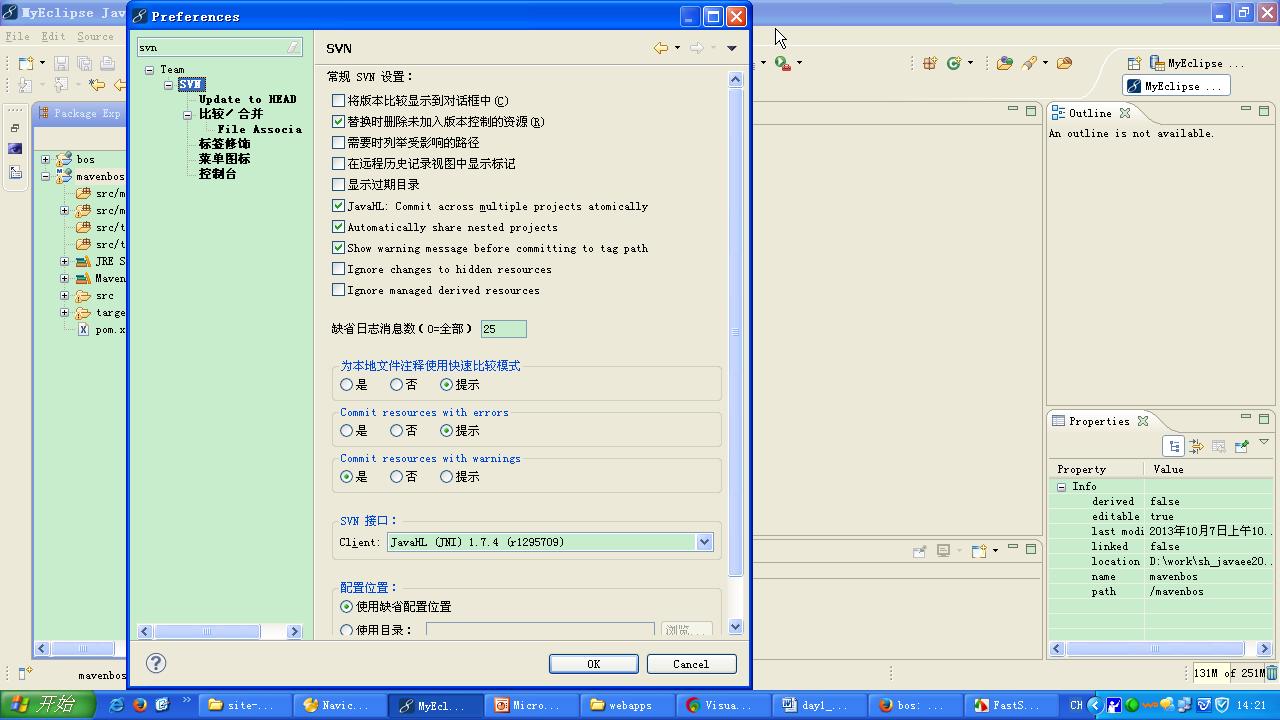 MyEclipse Jav
File Edit Source
Package Exp
bos
mavenbos
src/m
src/m
src/t
src/t
JRE S
Maven
src
targe
pom.x
mavenbos
Preferences
svn
Team
SVN
Update to HEAD
比较/合并
File Associa
标签修饰
菜单图标
控制台
SVN
常规 SVN 设置：
将版本比较显示到对话框中(C)
替换时删除未加入版本控制的资源(R)
需要时列举受影响的路径
在远程历史记录视图中显示标记
显示过期目录
JavaHL: Commit across multiple projects atomically
Automatically share nested projects
Show warning message before committing to tag path
Ignore changes to hidden resources
Ignore managed derived resources
缺省日志消息数(0=全部) 25
为本地文件注释使用快速比较模式
是 否 提示
Commit resources with errors
是 否 提示
Commit resources with warnings
是 否 提示
SVN 接口：
Client: JavaHL (JNI) 1.7.4 (r1295709)
配置位置：
使用缺省配置位置
使用目录： 浏览...
OK Cancel
MyEclipse ...
MyEclipse ...
Outline
An outline is not available.
Properties
Property Value
Info
derived false
editable true
last modi 2013年10月7日上午10...
linked false
location D:\work\sh_javaee20...
name mavenbos
path /mavenbos
131M of 251M
开始 site-... Navic... MyEcl... Micro... webapps Visua... day1_... bos: ... FastS... CH 14:21